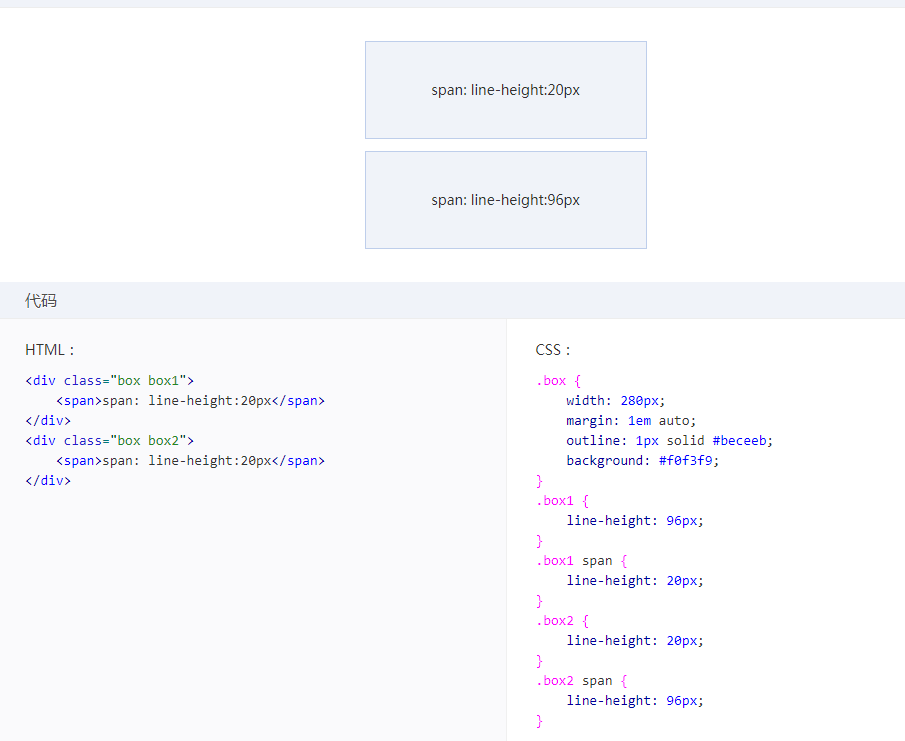 span: line-height:20px
span: line-height:96px
代码
HTML：
<div class="box box1">
    <span>span: line-height:20px</span>
</div>
<div class="box box2">
    <span>span: line-height:20px</span>
</div>
CSS：
.box {
    width: 280px;
    margin: 1em auto;
    outline: 1px solid #beceeb;
    background: #f0f3f9;
}
.box1 {
    line-height: 96px;
}
.box1 span {
    line-height: 20px;
}
.box2 {
    line-height: 20px;
}
.box2 span {
    line-height: 96px;
}